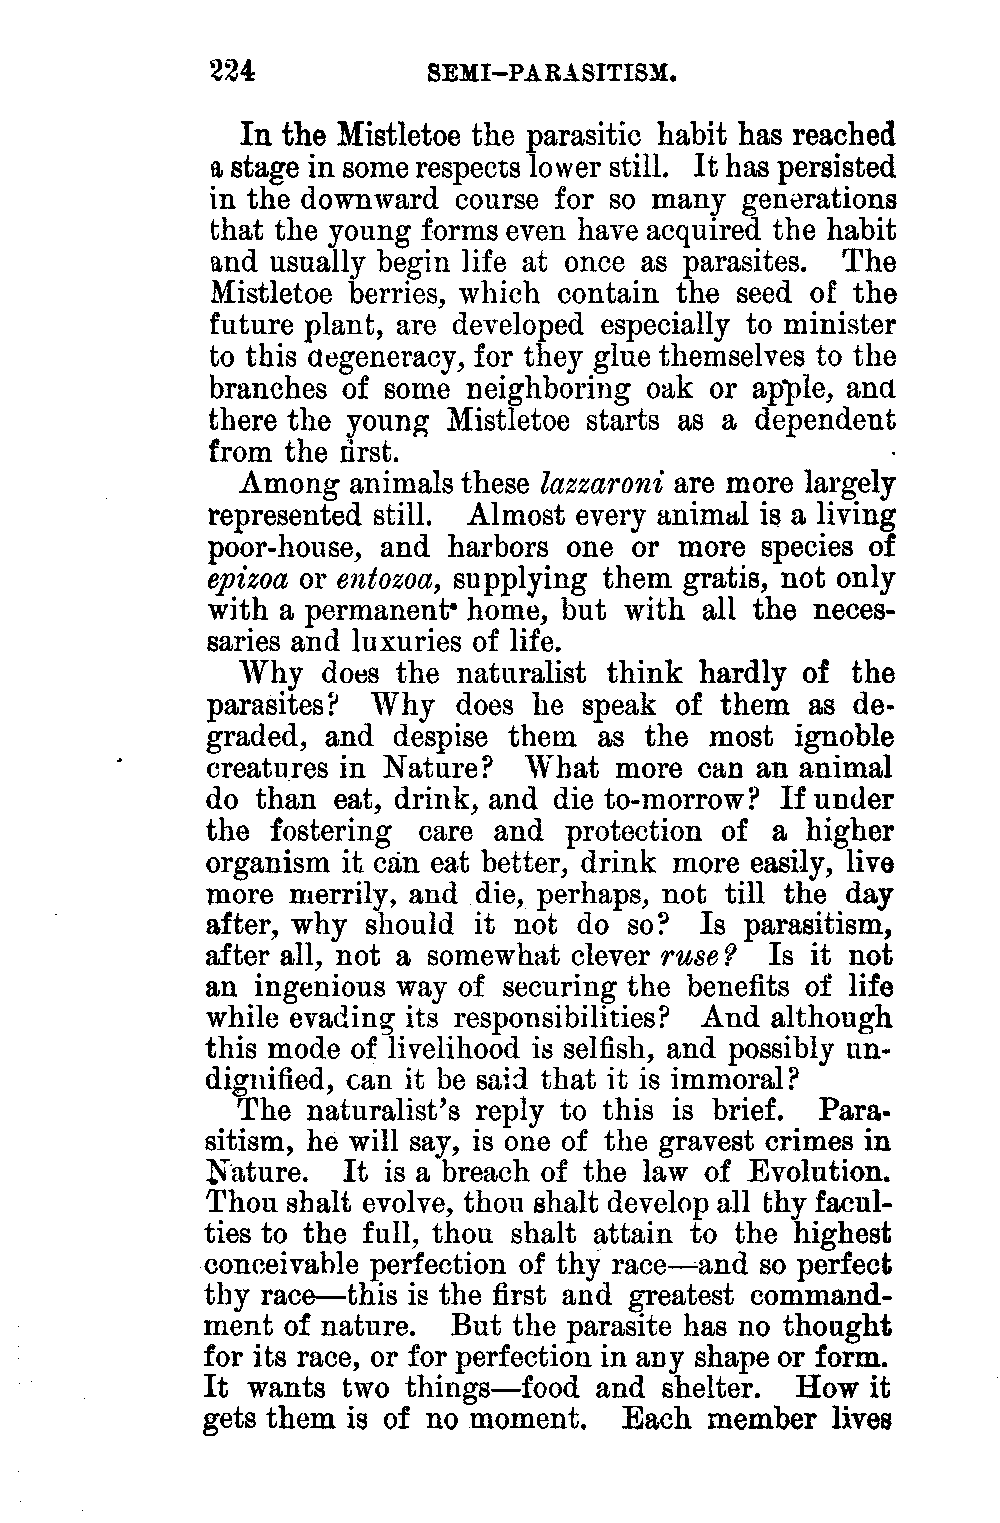 224 SEMI-PARASITISM.
In the Mistletoe the parasitic habit has reached
a stage in some respects lower still. It has persisted
in the downward course for so many generations
that the young forms even have acquired the habit
and usually begin life at once as parasites. The
Mistletoe berries, which contain the seed of the
future plant, are developed especially to minister
to this degeneracy, for they glue themselves to the
branches of some neighboring oak or apple, and
there the young Mistletoe starts as a dependent
from the first.
Among animals these lazzaroni are more largely
represented still. Almost every animal is a living
poor-house, and harbors one or more species of
epizoa or entozoa, supplying them gratis, not only
with a permanent home, but with all the neces-
saries and luxuries of life.
Why does the naturalist think hardly of the
parasites? Why does he speak of them as de-
graded, and despise them as the most ignoble
creatures in Nature? What more can an animal
do than eat, drink, and die to-morrow? If under
the fostering care and protection of a higher
organism it can eat better, drink more easily, live
more merrily, and die, perhaps, not till the day
after, why should it not do so? Is parasitism,
after all, not a somewhat clever ruse? Is it not
an ingenious way of securing the benefits of life
while evading its responsibilities? And although
this mode of livelihood is selfish, and possibly un-
dignified, can it be said that it is immoral?
The naturalist's reply to this is brief. Para-
sitism, he will say, is one of the gravest crimes in
Nature. It is a breach of the law of Evolution.
Thou shalt evolve, thou shalt develop all thy facul-
ties to the full, thou shalt attain to the highest
conceivable perfection of thy race—and so perfect
thy race—this is the first and greatest command-
ment of nature. But the parasite has no thought
for its race, or for perfection in any shape or form.
It wants two things—food and shelter. How it
gets them is of no moment. Each member lives